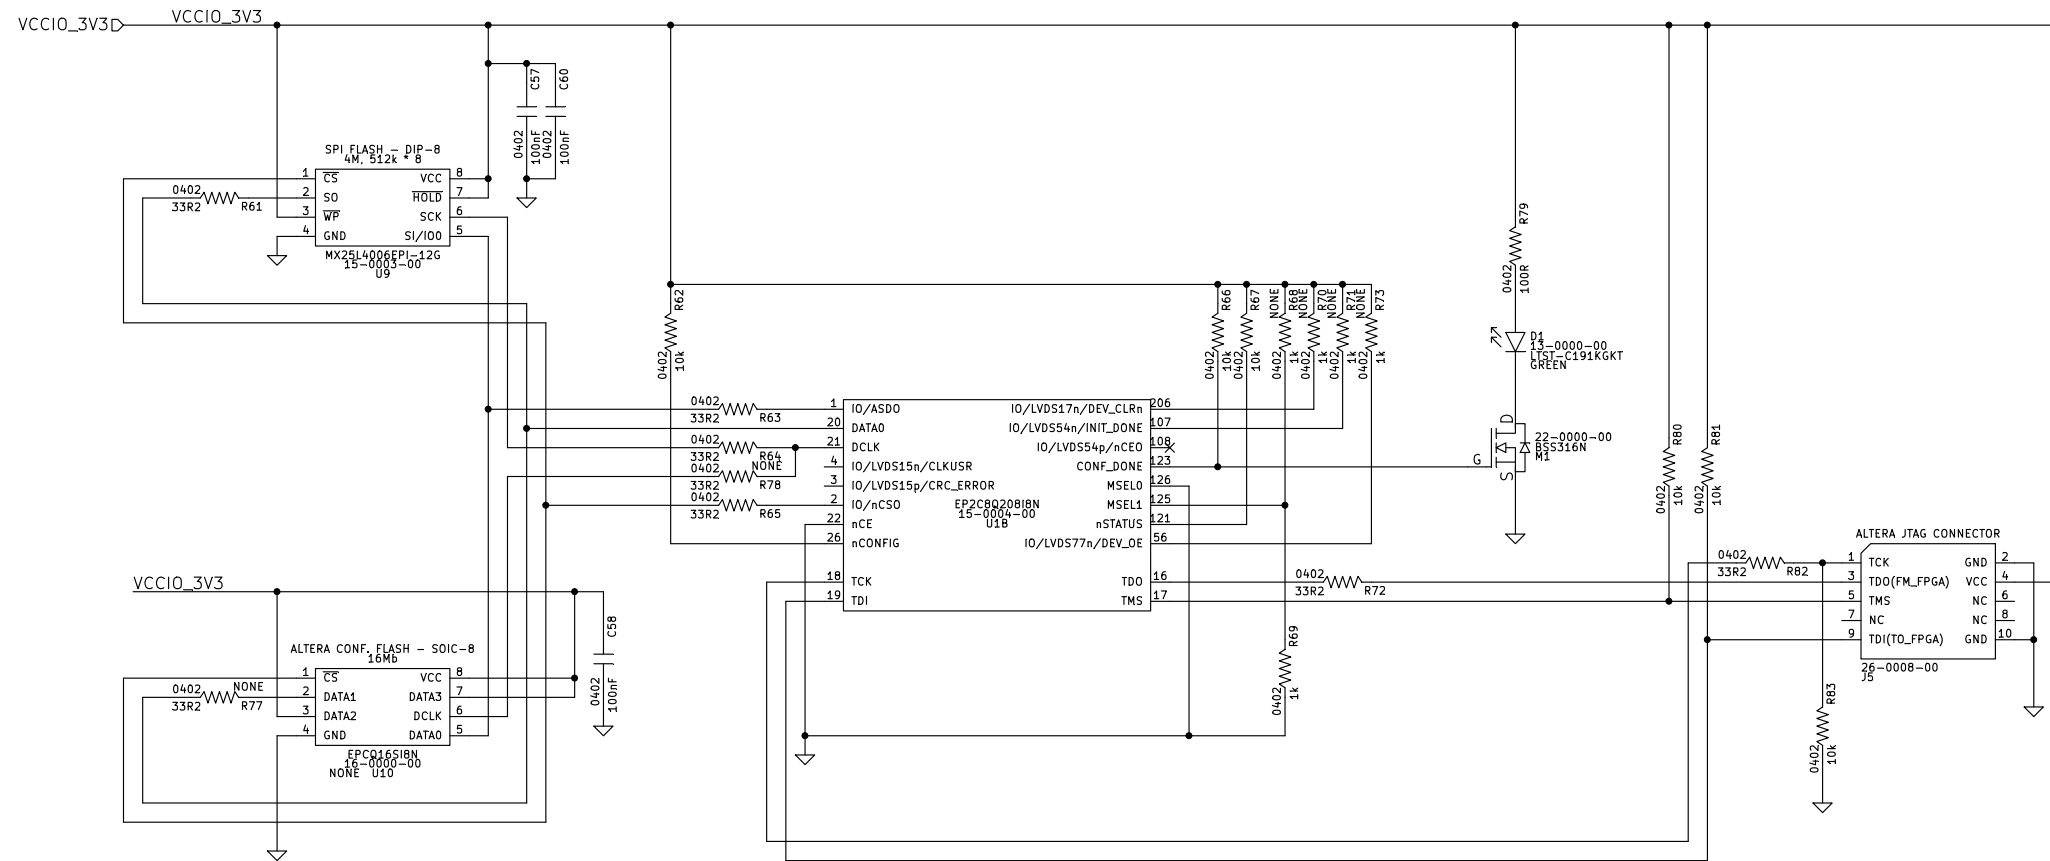 VCCIO_3V3
VCCIO_3V3
C57
0402
100nF
C60
0402
100nF
SPI FLASH - DIP-8
4M, 512k * 8
1 CS
2 SO
3 WP
4 GND
VCC 8
HOLD 7
SCK 6
SI/IO0 5
MX25L4006EPI-12G
15-0003-00
U9
0402
33R2
R61
R62
0402
10k
R66
0402
10k
R67
0402
10k
NONE
R68
0402
1k
NONE
R70
0402
1k
NONE
R71
0402
1k
NONE
R73
0402
1k
R79
0402
100R
D1
13-0000-00
LTST-C191KGKT
GREEN
D
G
S
22-0000-00
BSS316N
M1
0402
33R2
R63
0402
33R2
R64
NONE
0402
33R2
R78
0402
33R2
R65
1 IO/ASDO
20 DATA0
21 DCLK
4 IO/LVDS15n/CLKUSR
3 IO/LVDS15p/CRC_ERROR
2 IO/nCSO
22 nCE
26 nCONFIG
18 TCK
19 TDI
IO/LVDS17n/DEV_CLRn 206
IO/LVDS54n/INIT_DONE 107
IO/LVDS54p/nCEO 108
CONF_DONE 123
MSEL0 126
MSEL1 125
nSTATUS 121
IO/LVDS77n/DEV_OE 56
TDO 16
TMS 17
EP2C8Q208I8N
15-0004-00
U1B
R80
0402
10k
R81
0402
10k
0402
33R2
R72
R69
0402
1k
0402
33R2
R82
R83
0402
10k
ALTERA JTAG CONNECTOR
1 TCK
3 TDO(FM_FPGA)
5 TMS
7 NC
9 TDI(TO_FPGA)
GND 2
VCC 4
NC 6
NC 8
GND 10
26-0008-00
J5
VCCIO_3V3
C58
0402
100nF
ALTERA CONF. FLASH - SOIC-8
16Mb
1 CS
2 DATA1
3 DATA2
4 GND
VCC 8
DATA3 7
DCLK 6
DATA0 5
EPCQ16SI8N
16-0000-00
NONE U10
0402
33R2
NONE
R77